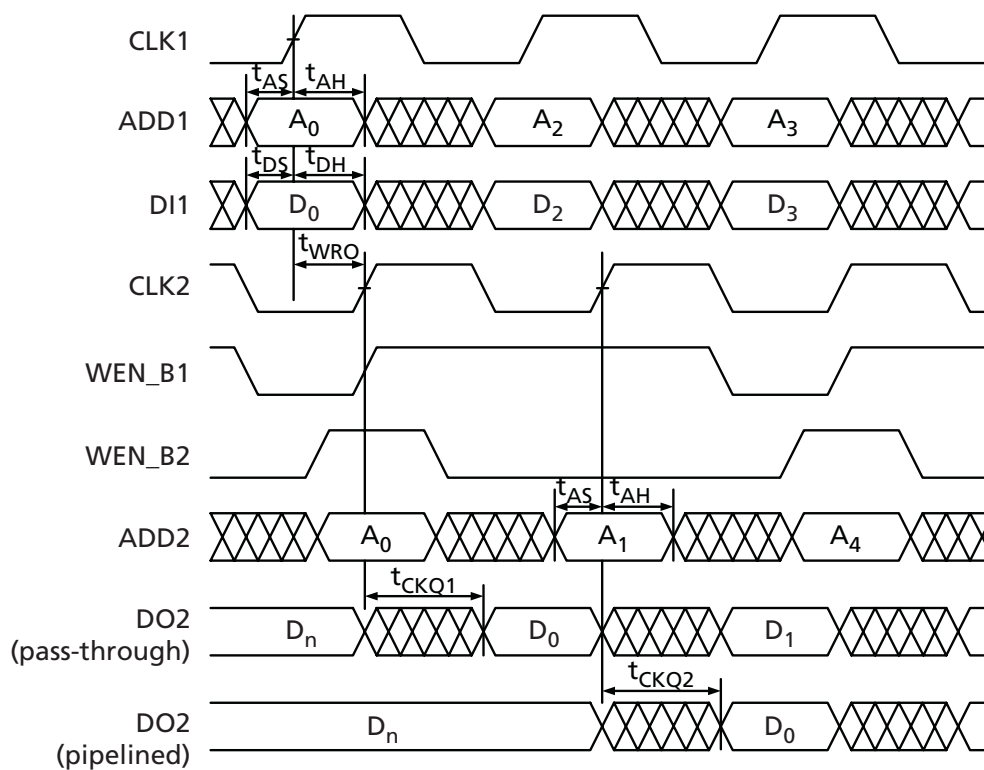 CLK1
tAS tAH
ADD1 A0 A2 A3
tDS tDH
DI1 D0 D2 D3
tWRO
CLK2
WEN_B1
WEN_B2
tAS tAH
ADD2 A0 A1 A4
tCKQ1
DO2
(pass-through)
Dn D0 D1
tCKQ2
DO2
(pipelined)
Dn D0